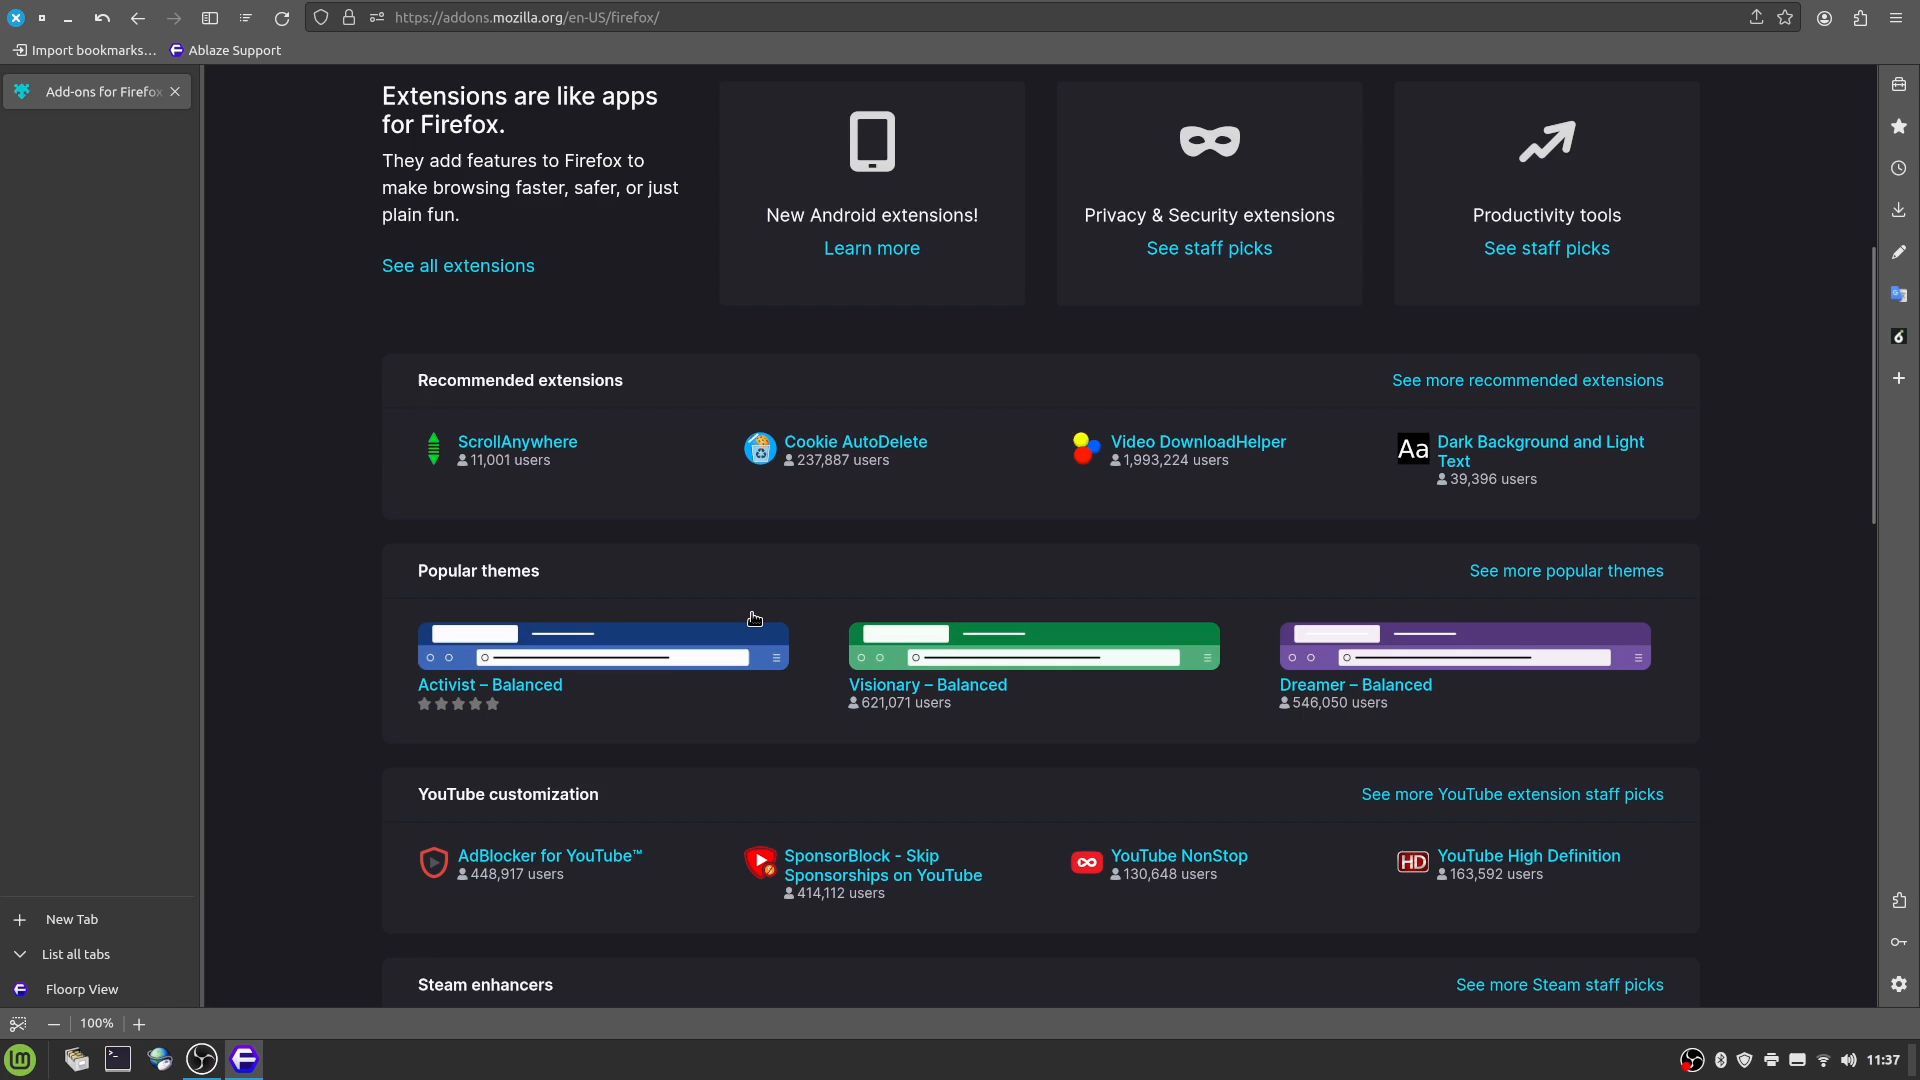 https://addons.mozilla.org/en-US/firefox/
Import bookmarks...
Ablaze Support
Add-ons for Firefox
Extensions are like apps
for Firefox.
They add features to Firefox to
make browsing faster, safer, or just
plain fun.
See all extensions
New Android extensions!
Learn more
Privacy & Security extensions
See staff picks
Productivity tools
See staff picks
Recommended extensions
See more recommended extensions
ScrollAnywhere
11,001 users
Cookie AutoDelete
237,887 users
Video DownloadHelper
1,993,224 users
Aa
Dark Background and Light
Text
39,396 users
Popular themes
See more popular themes
Activist – Balanced
Visionary – Balanced
621,071 users
Dreamer – Balanced
546,050 users
YouTube customization
See more YouTube extension staff picks
AdBlocker for YouTube™
448,917 users
SponsorBlock - Skip
Sponsorships on YouTube
414,112 users
YouTube NonStop
130,648 users
HD
YouTube High Definition
163,592 users
Steam enhancers
See more Steam staff picks
New Tab
List all tabs
Floorp View
100%
11:37